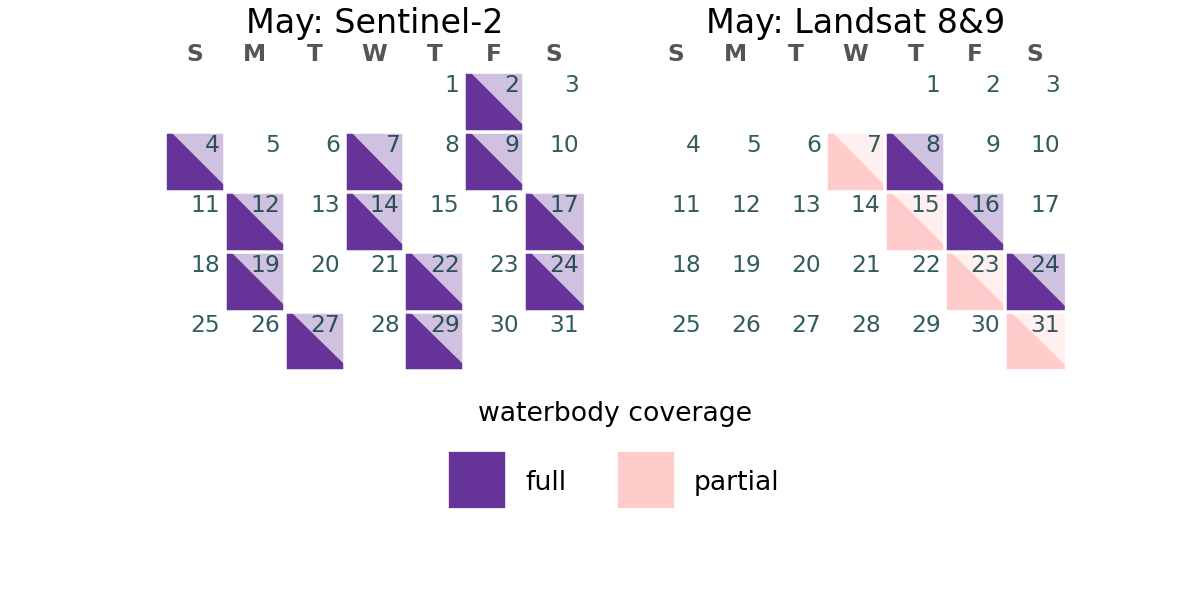 May: Sentinel-2
S M T W T F S
1 2 3
4 5 6 7 8 9 10
11 12 13 14 15 16 17
18 19 20 21 22 23 24
25 26 27 28 29 30 31
May: Landsat 8&9
S M T W T F S
1 2 3
4 5 6 7 8 9 10
11 12 13 14 15 16 17
18 19 20 21 22 23 24
25 26 27 28 29 30 31
waterbody coverage
full
partial